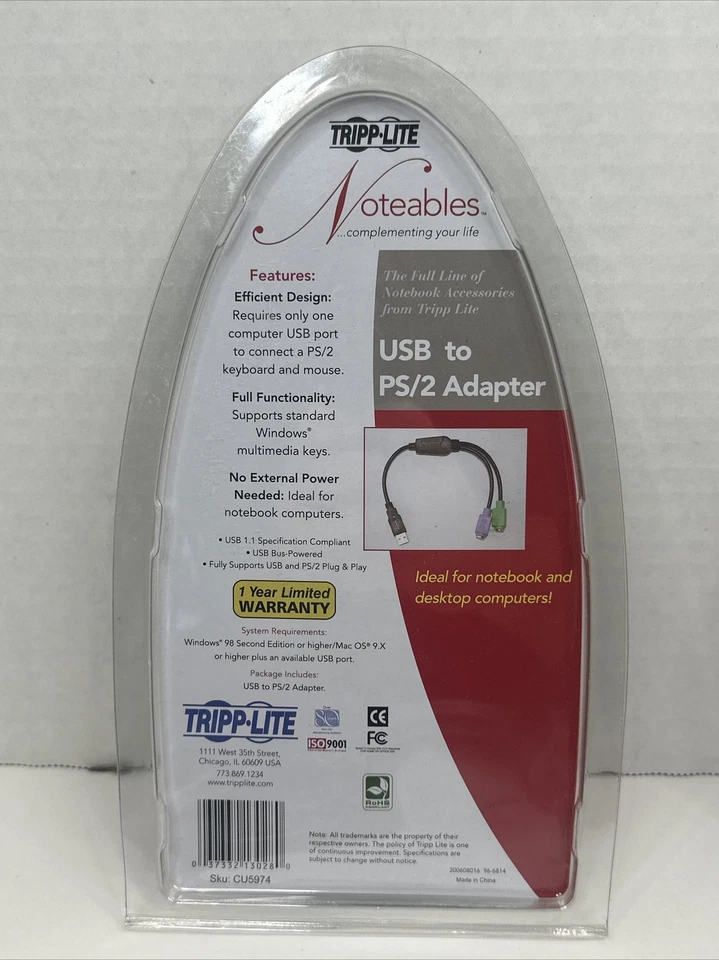 TRIPP·LITE
Noteables™
...complementing your life
Features:
Efficient Design:
Requires only one
computer USB port
to connect a PS/2
keyboard and mouse.
Full Functionality:
Supports standard
Windows®
multimedia keys.
No External Power
Needed: Ideal for
notebook computers.
• USB 1.1 Specification Compliant
• USB Bus-Powered
• Fully Supports USB and PS/2 Plug & Play
1 Year Limited
WARRANTY
System Requirements:
Windows® 98 Second Edition or higher/Mac OS® 9.X
or higher plus an available USB port.
Package Includes:
USB to PS/2 Adapter.
The Full Line of
Notebook Accessories
from Tripp Lite
USB to
PS/2 Adapter
Ideal for notebook and
desktop computers!
TRIPP·LITE
1111 West 35th Street,
Chicago, IL 60609 USA
773.869.1234
www.tripplite.com
ISO9001
CE
FC
RoHS
0 37332 13028 0
Sku: CU5974
Note: All trademarks are the property of their
respective owners. The policy of Tripp Lite is one
of continuous improvement. Specifications are
subject to change without notice.
200608016 96-6814
Made in China